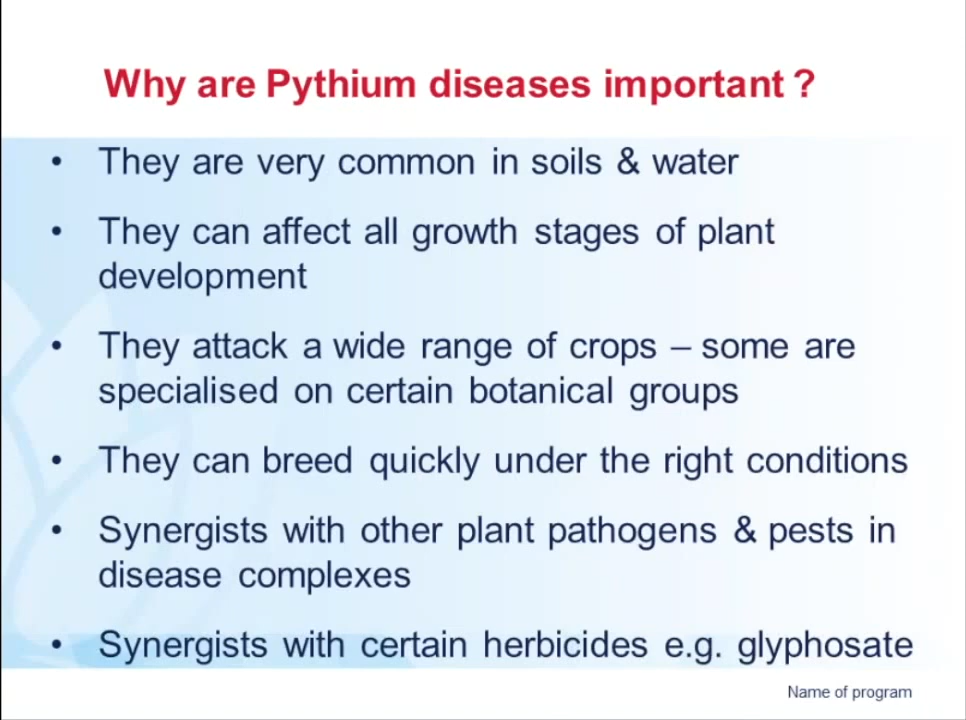 Why are Pythium diseases important ?
• They are very common in soils & water
• They can affect all growth stages of plant
development
• They attack a wide range of crops – some are
specialised on certain botanical groups
• They can breed quickly under the right conditions
• Synergists with other plant pathogens & pests in
disease complexes
• Synergists with certain herbicides e.g. glyphosate
Name of program